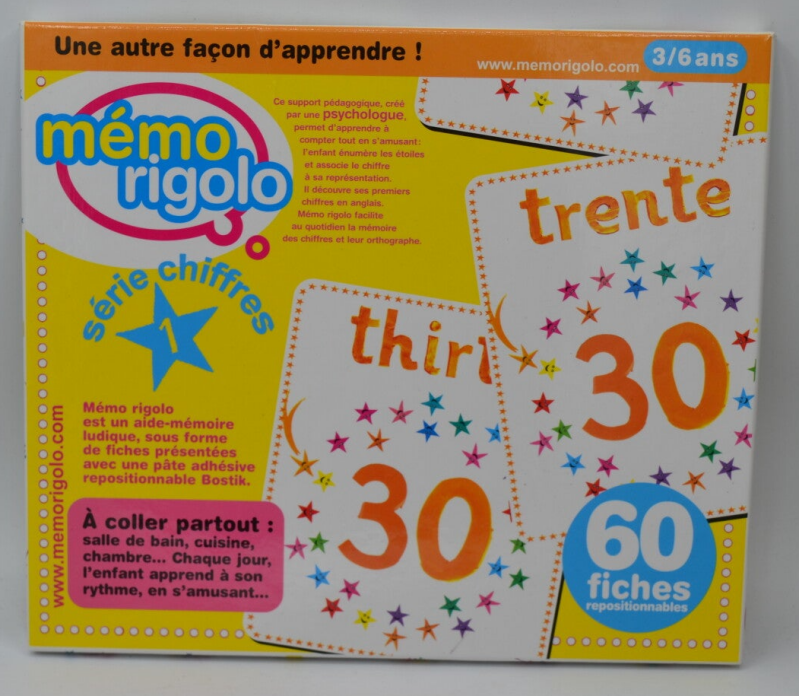 Une autre façon d'apprendre !
www.memorigolo.com
3/6 ans
mémo
rigolo
Ce support pédagogique, créé
par une psychologue,
permet d'apprendre à
compter tout en s'amusant:
l'enfant énumère les étoiles
et associe le chiffre
à sa représentation.
Il découvre ses premiers
chiffres en anglais.
Mémo rigolo facilite
au quotidien la mémoire
des chiffres et leur orthographe.
série chiffres
1
trente
30
thirt
30
Mémo rigolo
est un aide-mémoire
ludique, sous forme
de fiches présentées
avec une pâte adhésive
repositionnable Bostik.
www.memorigolo.com
À coller partout :
salle de bain, cuisine,
chambre... Chaque jour,
l'enfant apprend à son
rythme, en s'amusant...
60
fiches
repositionnables